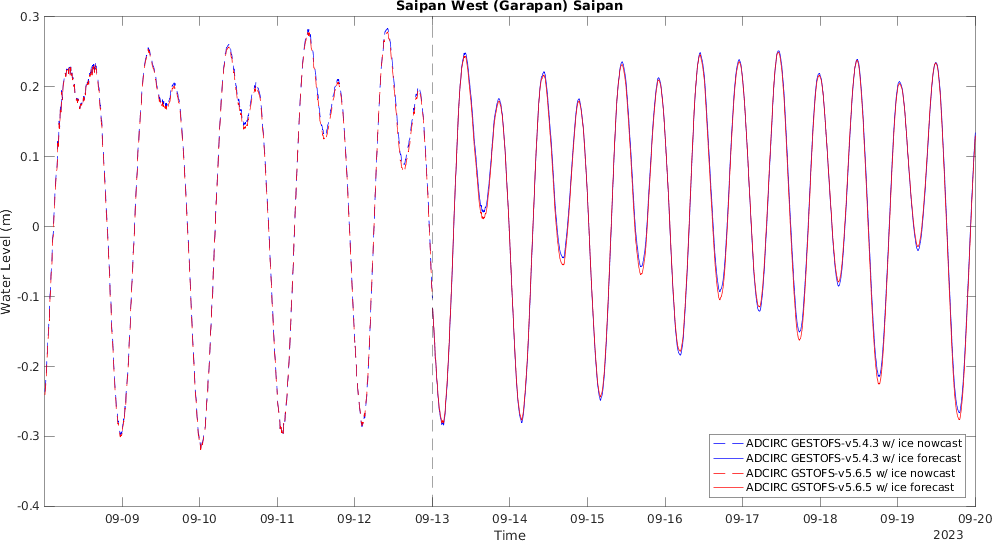 Saipan West (Garapan) Saipan
0.3
0.2
0.1
0
-0.1
-0.2
-0.3
-0.4
Water Level (m)
09-09 09-10 09-11 09-12 09-13 09-14 09-15 09-16 09-17 09-18 09-19 09-20
Time
2023
ADCIRC GESTOFS-v5.4.3 w/ ice nowcast
ADCIRC GESTOFS-v5.4.3 w/ ice forecast
ADCIRC GSTOFS-v5.6.5 w/ ice nowcast
ADCIRC GSTOFS-v5.6.5 w/ ice forecast